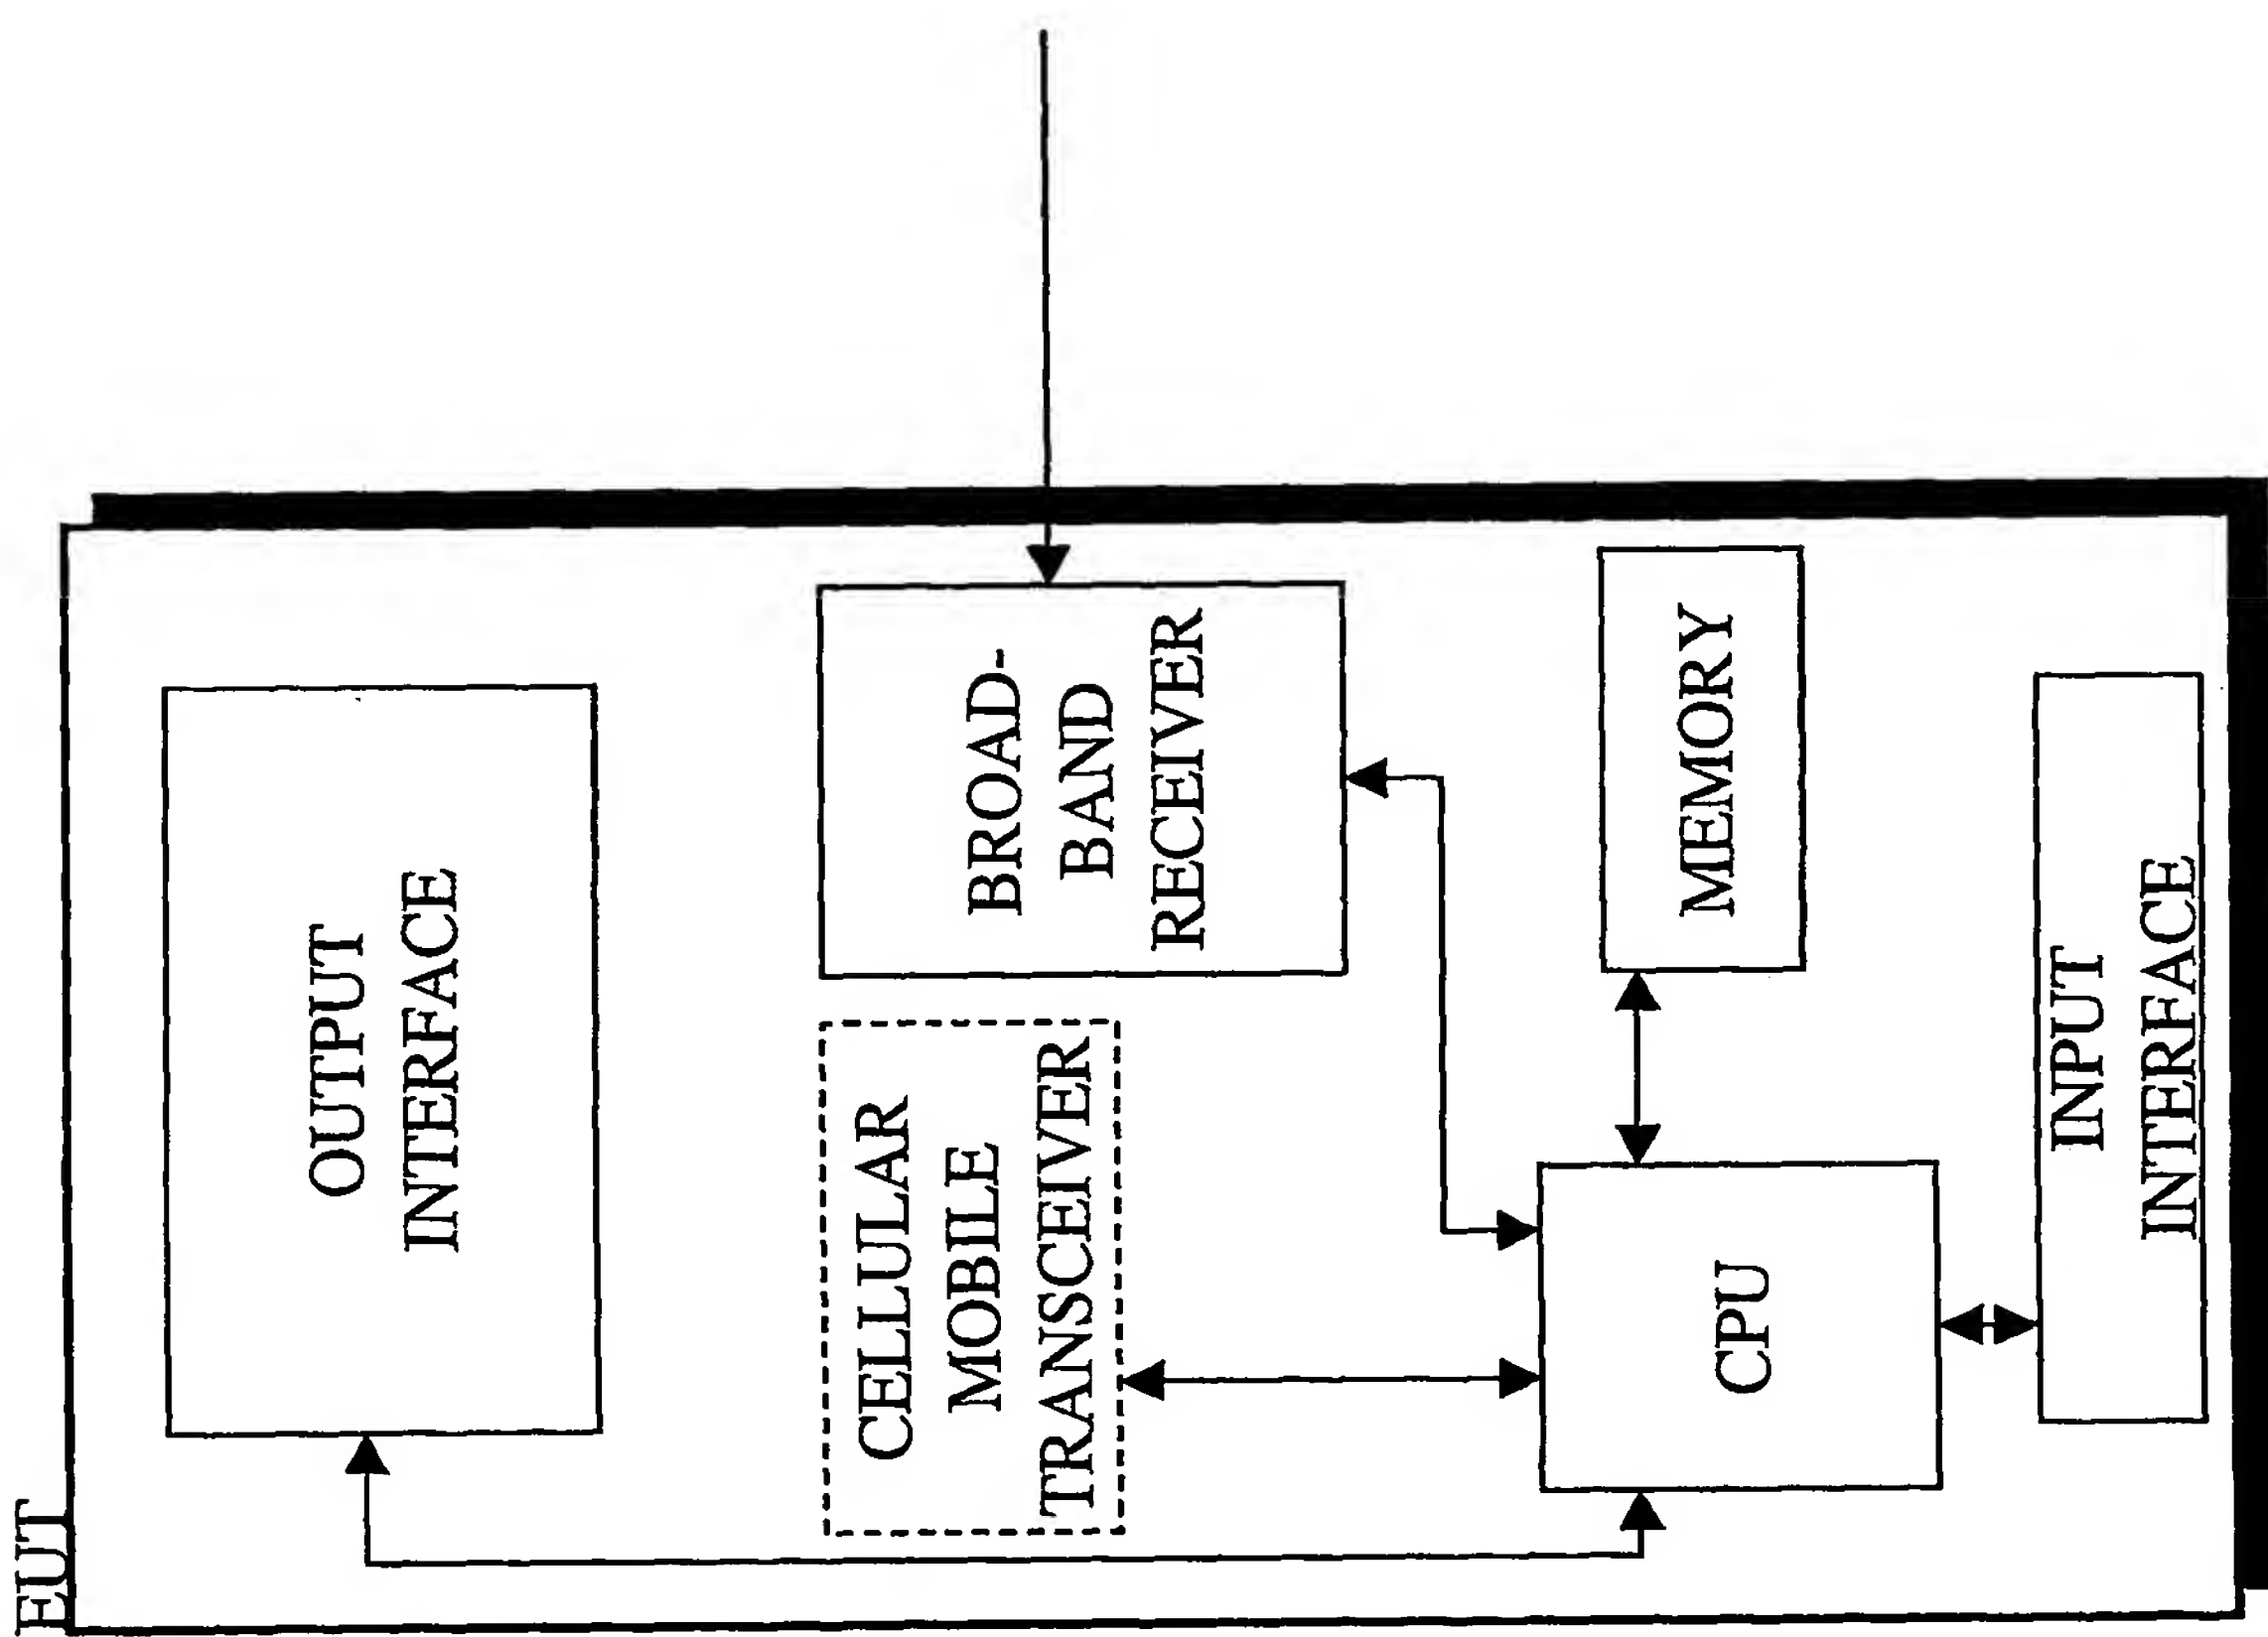 EUT
OUTPUT
INTERFACE
CELLULAR
MOBILE
TRANSCEIVER
BROAD-
BAND
RECEIVER
CPU
MEMORY
INPUT
INTERFACE